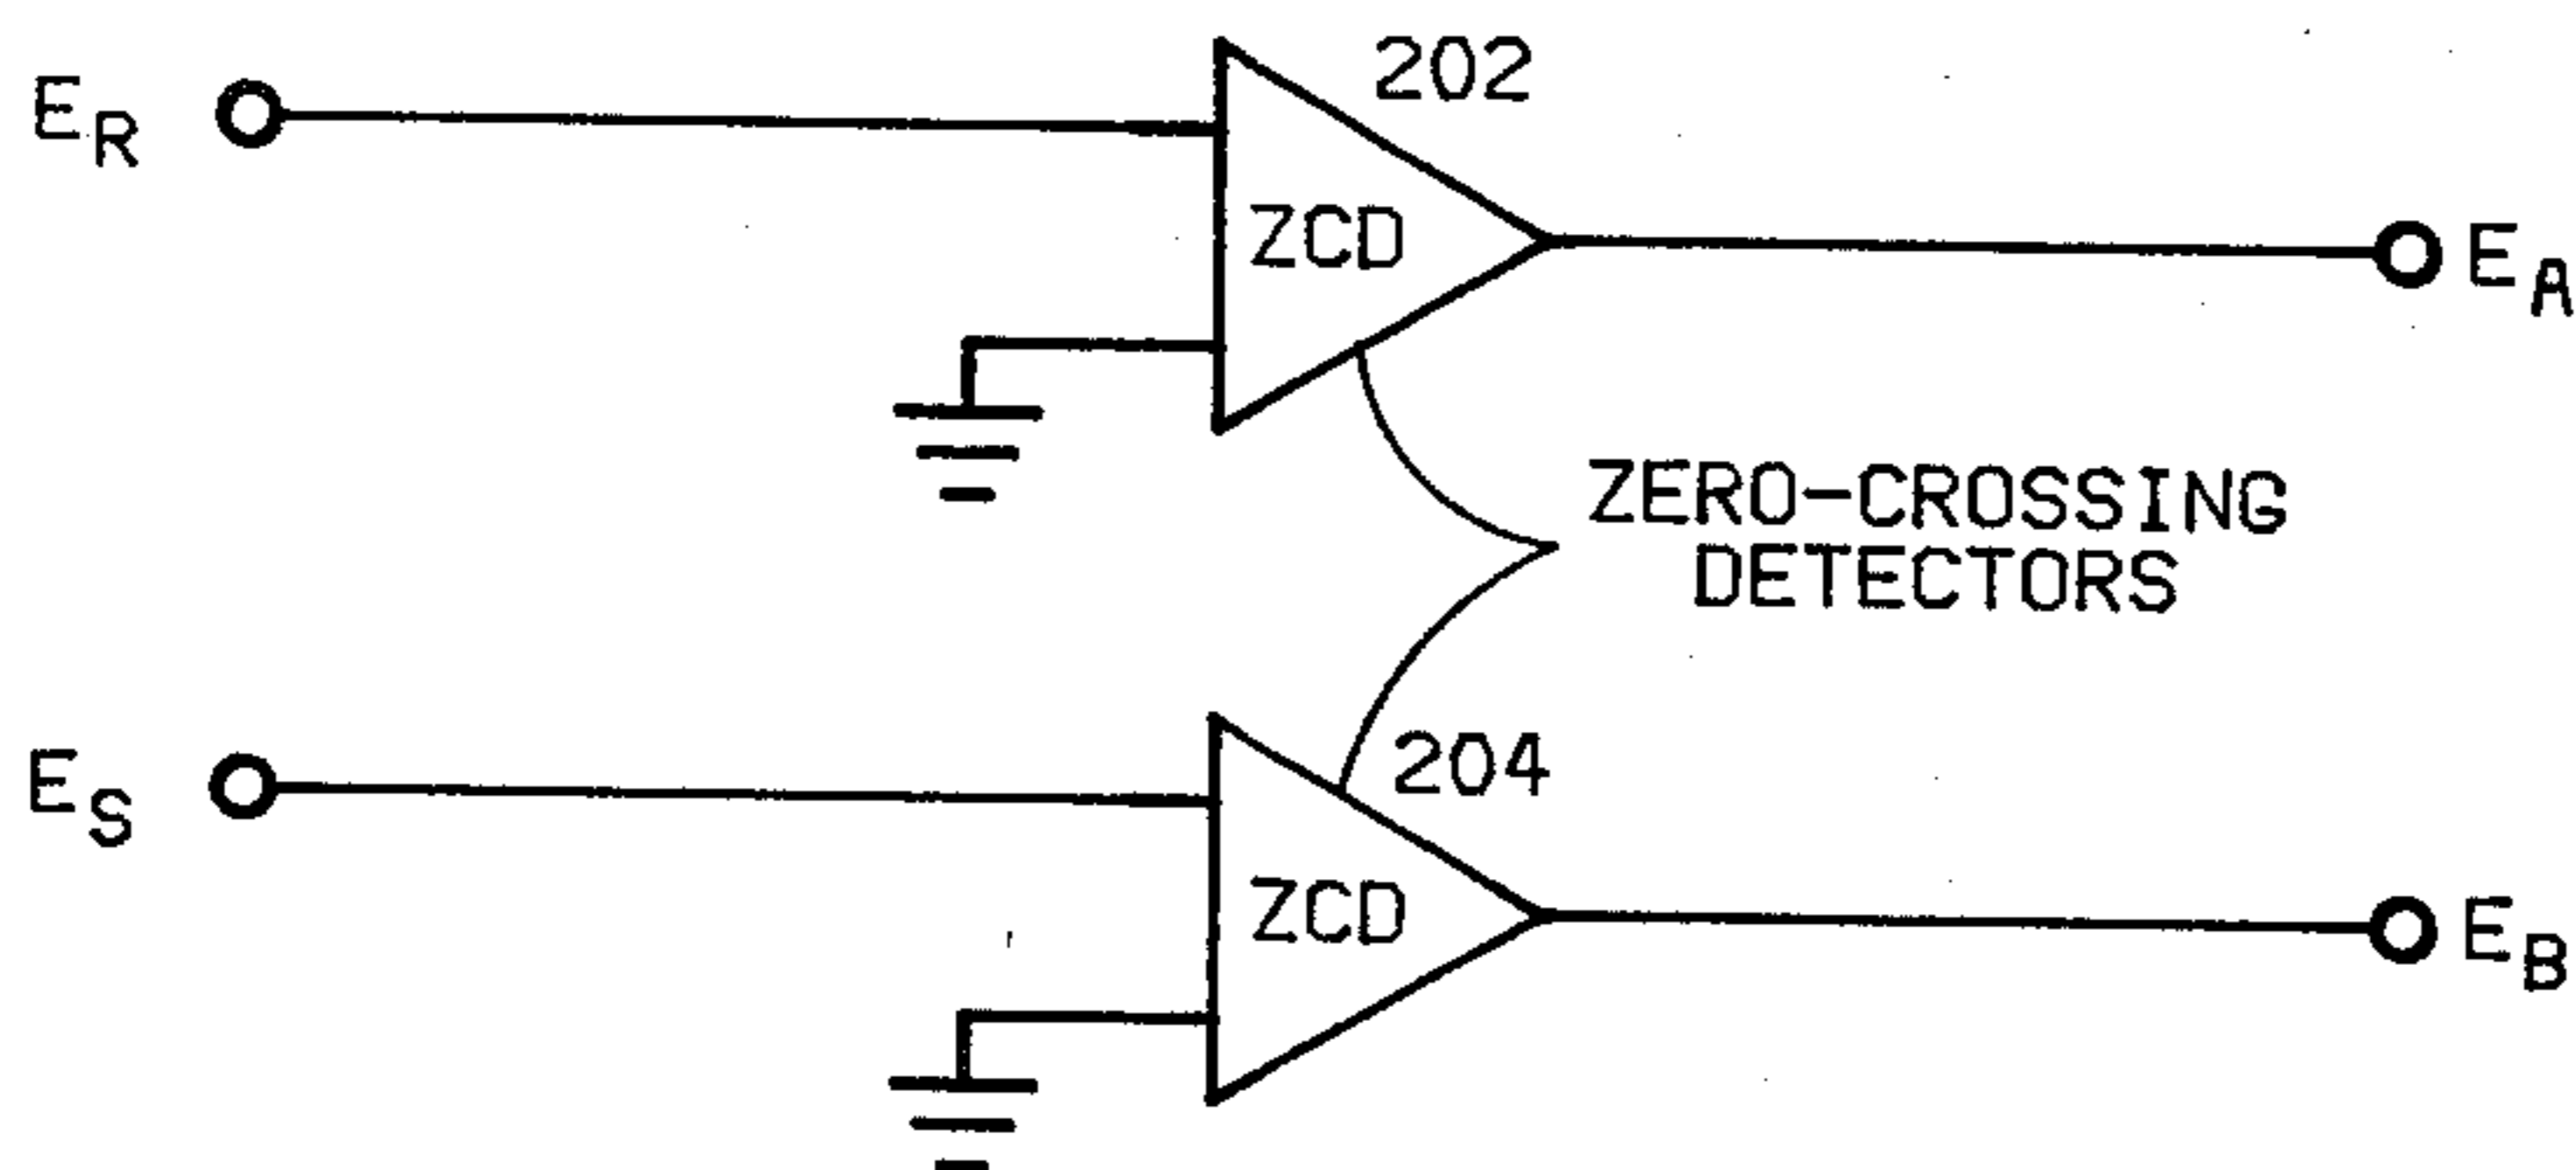 E_R
202
ZCD
E_A
ZERO-CROSSING
DETECTORS
E_S
204
ZCD
E_B